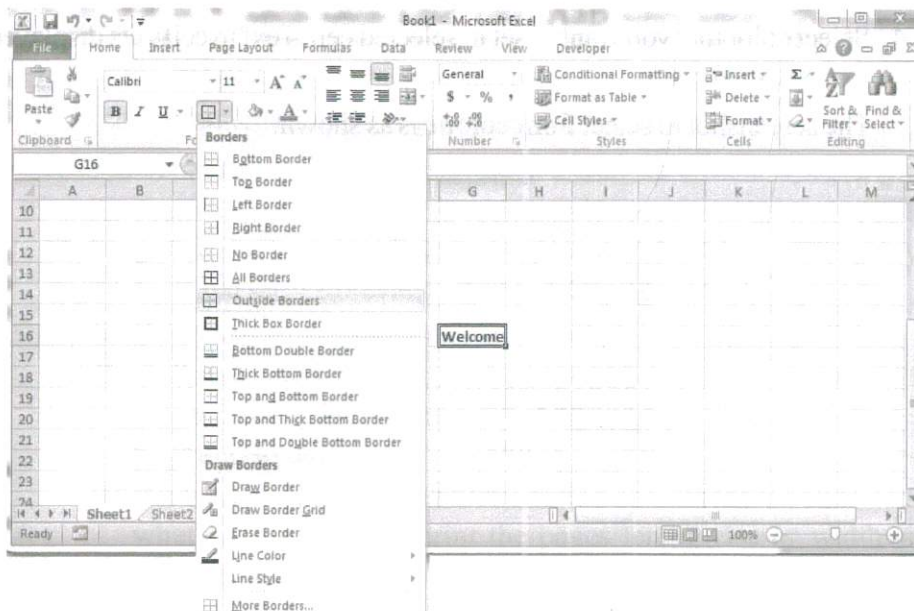 Book1 - Microsoft Excel
File Home Insert Page Layout Formulas Data Review View Developer
Paste
Calibri 11 A A
B I U A
General
$ % ,
Conditional Formatting
Format as Table
Cell Styles
Insert
Delete
Format
Σ
Sort & Filter
Find & Select
Clipboard Number Styles Cells Editing
G16
A B G H I J K L M
10
11
12
13
14
15
16 Welcome
17
18
19
20
21
22
23
24
Borders
Bottom Border
Top Border
Left Border
Right Border
No Border
All Borders
Outside Borders
Thick Box Border
Bottom Double Border
Thick Bottom Border
Top and Bottom Border
Top and Thick Bottom Border
Top and Double Bottom Border
Draw Borders
Draw Border
Draw Border Grid
Erase Border
Line Color
Line Style
More Borders...
Sheet1 Sheet2
Ready 100%